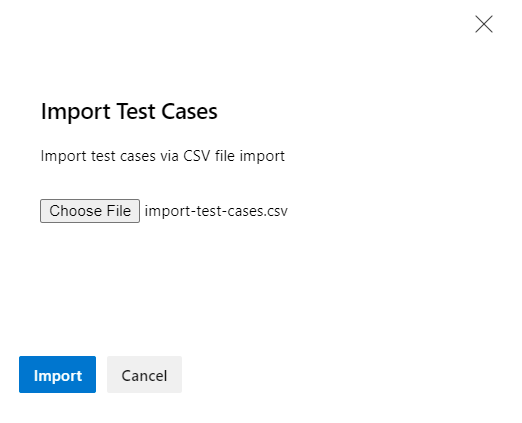 Import Test Cases
Import test cases via CSV file import
Choose File import-test-cases.csv
Import Cancel